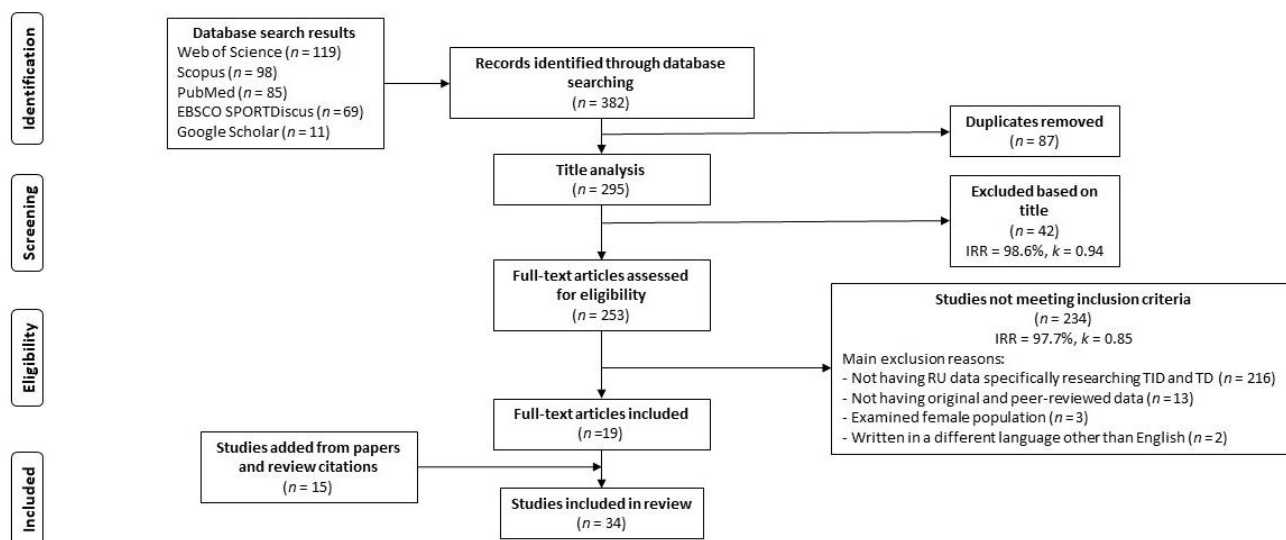 Identification
Database search results
Web of Science (n = 119)
Scopus (n = 98)
PubMed (n = 85)
EBSCO SPORTDiscus (n = 69)
Google Scholar (n = 11)
Records identified through database
searching
(n = 382)
Duplicates removed
(n = 87)
Title analysis
(n = 295)
Screening
Excluded based on
title
(n = 42)
IRR = 98.6%, k = 0.94
Full-text articles assessed
for eligibility
(n = 253)
Eligibility
Studies not meeting inclusion criteria
(n = 234)
IRR = 97.7%, k = 0.85
Main exclusion reasons:
- Not having RU data specifically researching TID and TD (n = 216)
- Not having original and peer-reviewed data (n = 13)
- Examined female population (n = 3)
- Written in a different language other than English (n = 2)
Full-text articles included
(n =19)
Studies added from papers
and review citations
(n = 15)
Included
Studies included in review
(n = 34)